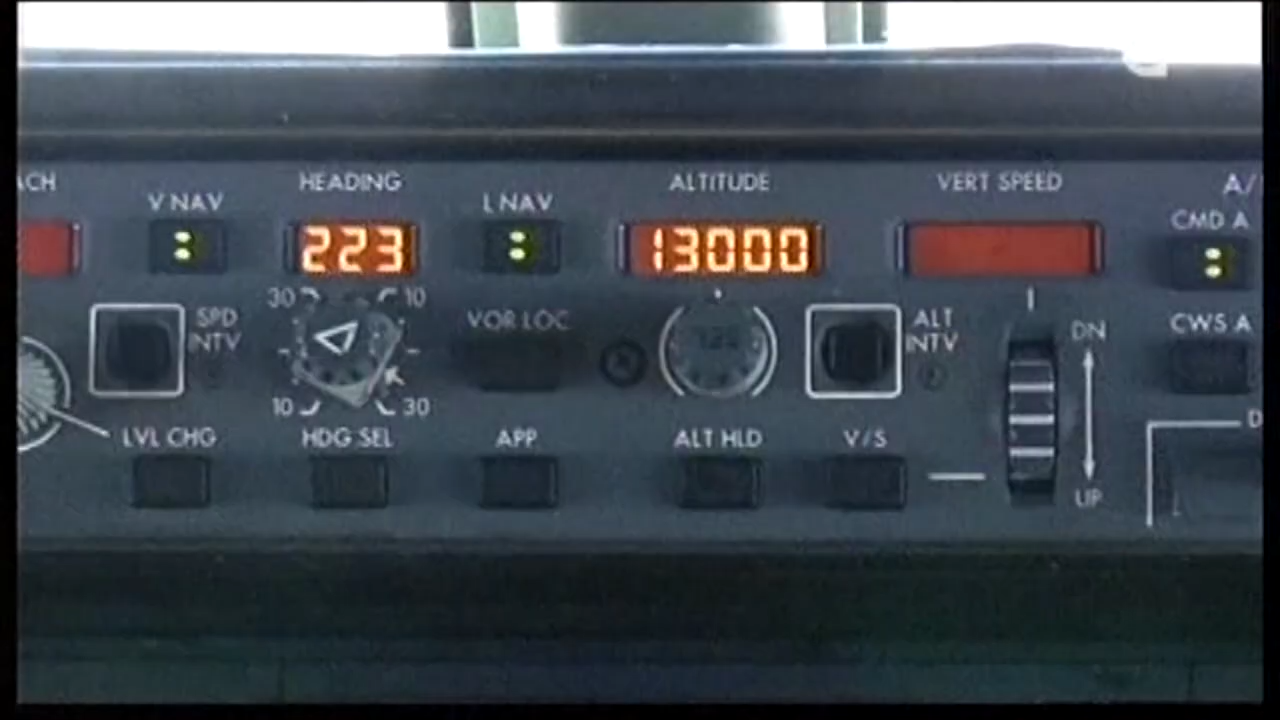 ACH
HEADING
ALTITUDE
VERT SPEED
A/
V NAV
L NAV
CMD A
223
13000
30
10
SPD
INTV
VOR LOC
ALT
INTV
DN
CWS A
10
30
LVL CHG
HDG SEL
APP
ALT HLD
V/S
D
UP